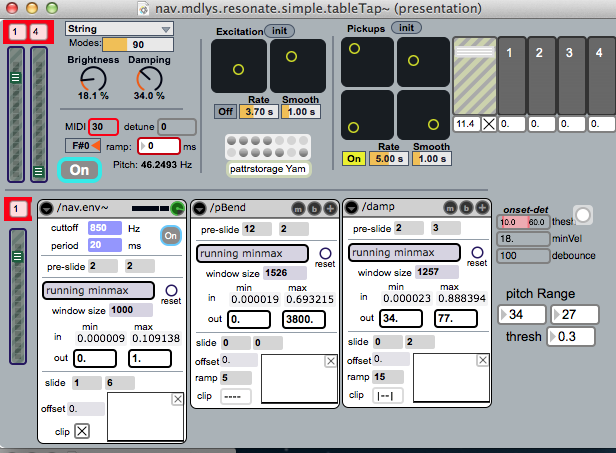 nav.mdlys.resonate.simple.tableTap~ (presentation)
1 4
String
Modes: 90
Brightness Damping
18.1 % 34.0 %
MIDI 30 detune 0
F#0 ramp: 0 ms
On Pitch: 46.2493 Hz
Excitation init
Rate Smooth
Off 3.70 s 1.00 s
pattrstorage Yam
Pickups init
Rate Smooth
On 5.00 s 1.00 s
1 2 3 4
11.4 0. 0. 0. 0.
1
/nav.env~
cuttoff 850 Hz
period 20 ms
On
pre-slide 2 2
running minmax
window size 1000 reset
min max
in 0.000009 0.109138
out 0. 1.
slide 1 6
offset 0.
clip
/pBend m b +
pre-slide 12 2
running minmax
window size 1526 reset
min max
in 0.000019 0.693215
out 0. 3800.
slide 0 0
offset 0.
ramp 5
clip ----
/damp m b +
pre-slide 2 3
running minmax
window size 1257 reset
min max
in 0.000023 0.888394
out 34. 77.
slide 0 2
offset 0.
ramp 15
clip |--|
onset-det
10.0 60.0 thesh
18. minVel
100 debounce
pitch Range
34 27
thresh 0.3